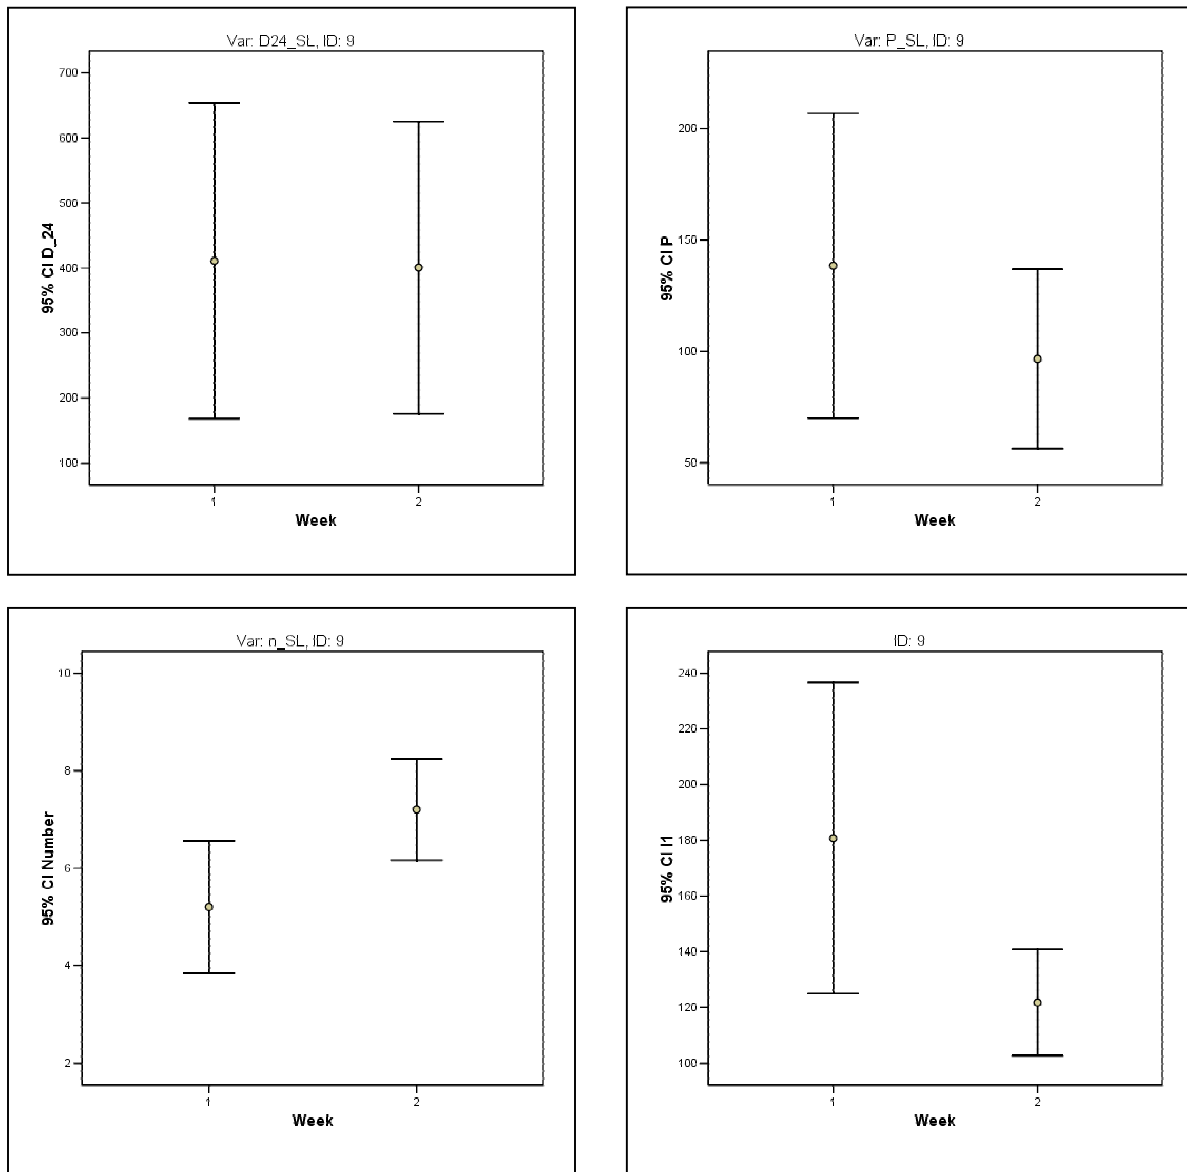 Var: D24_SL, ID: 9
700
600
500
400
300
200
100
95% CI D_24
1 2
Week
Var: P_SL, ID: 9
200
150
100
50
95% CI P
1 2
Week
Var: n_SL, ID: 9
10
8
6
4
2
95% CI Number
1 2
Week
ID: 9
240
220
200
180
160
140
120
100
95% CI I1
1 2
Week